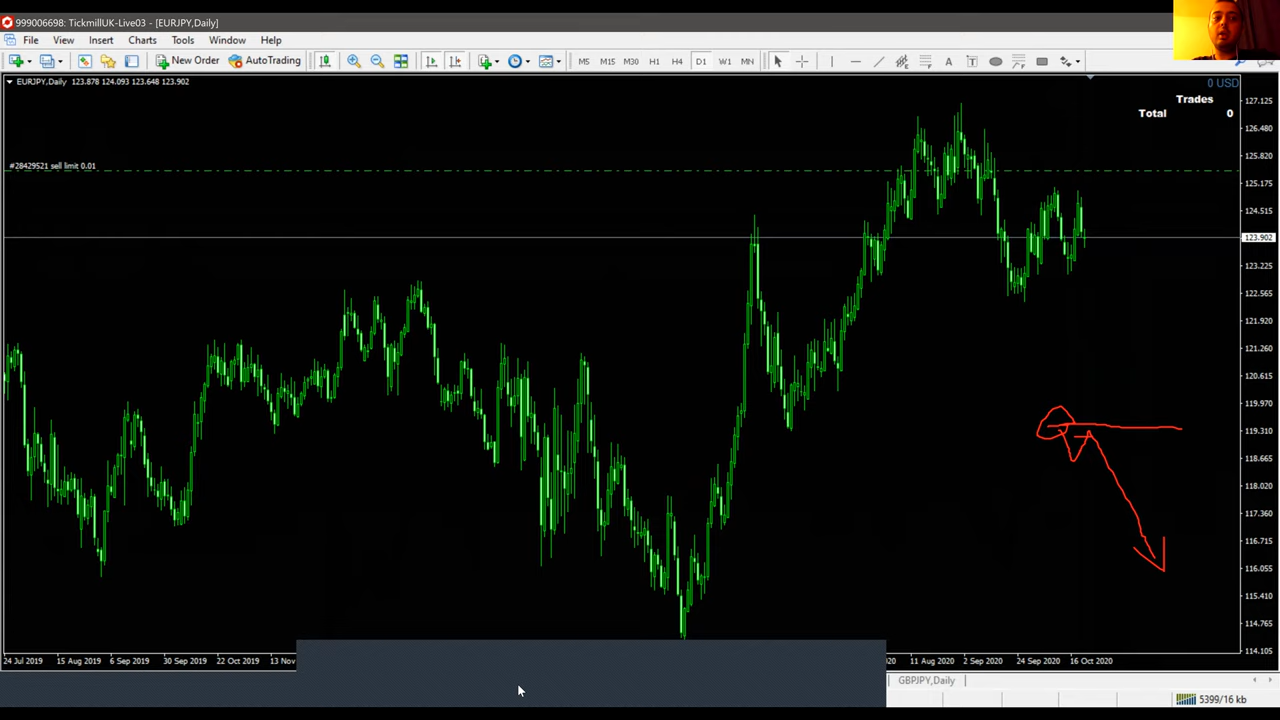 999006698: TickmillUK-Live03 - [EURJPY,Daily]
File View Insert Charts Tools Window Help
New Order AutoTrading A T M5 M15 M30 H1 H4 D1 W1 MN
EURJPY,Daily 123.878 124.093 123.648 123.902
0 USD
Trades
Total 0
#28429521 sell limit 0.01
127.125
126.480
125.820
125.175
124.515
123.902
123.225
122.565
121.920
121.260
120.615
119.970
119.310
118.665
118.020
117.360
116.715
116.055
115.410
114.765
114.105
24 Jul 2019 15 Aug 2019 6 Sep 2019 30 Sep 2019 22 Oct 2019 13 Nov 20 11 Aug 2020 2 Sep 2020 24 Sep 2020 16 Oct 2020
GBPJPY,Daily
5399/16 kb